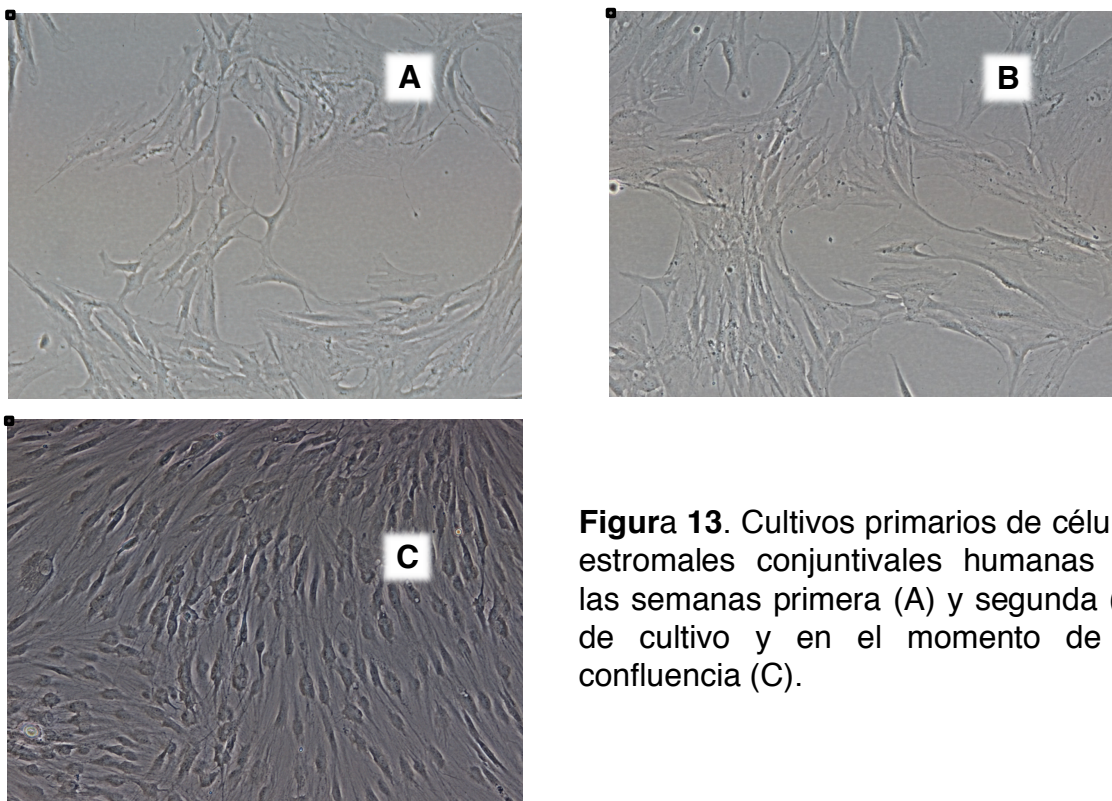 A
B
C
Figura 13. Cultivos primarios de célu
estromales conjuntivales humanas
las semanas primera (A) y segunda (
de cultivo y en el momento de
confluencia (C).